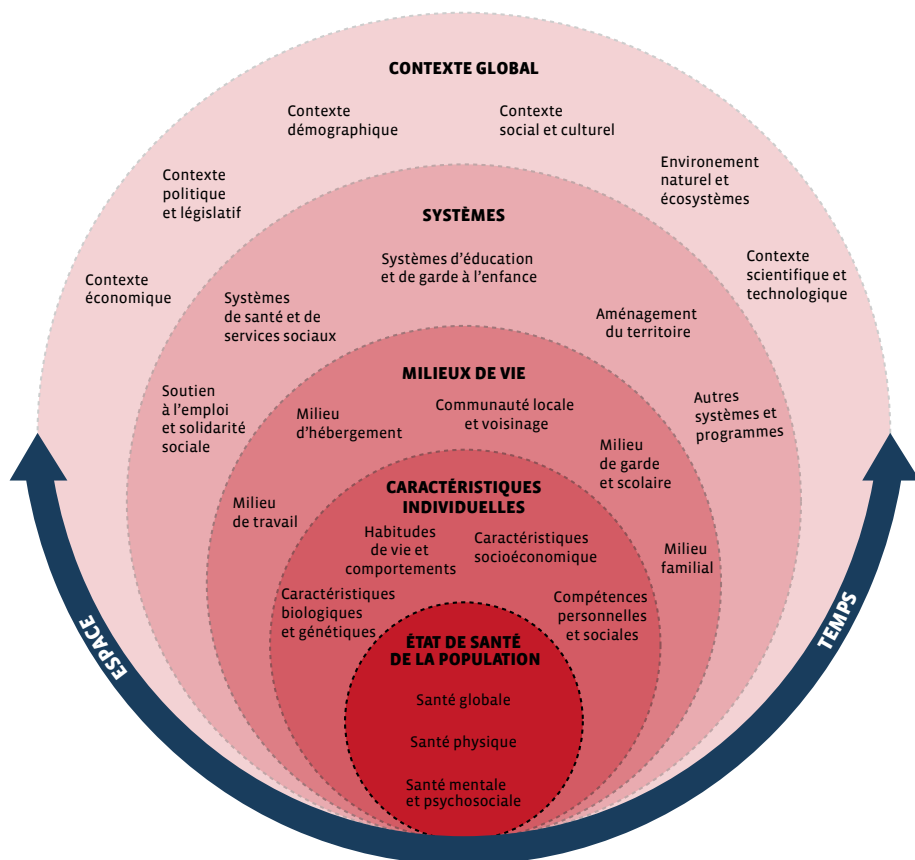 CONTEXTE GLOBAL
Contexte
démographique
Contexte
social et culturel
Contexte
politique
et législatif
Environement
naturel et
écosystèmes
Contexte
économique
Contexte
scientifique et
technologique
SYSTÈMES
Systèmes d'éducation
et de garde à l'enfance
Systèmes
de santé et de
services sociaux
Aménagement
du territoire
Soutien
à l'emploi
et solidarité
sociale
Autres
systèmes et
programmes
MILIEUX DE VIE
Milieu
d'hébergement
Communauté locale
et voisinage
Milieu
de garde
et scolaire
Milieu
de travail
Milieu
familial
CARACTÉRISTIQUES
INDIVIDUELLES
Habitudes
de vie et
comportements
Caractéristiques
socioéconomique
Caractéristiques
biologiques
et génétiques
Compétences
personnelles
et sociales
ÉTAT DE SANTÉ
DE LA POPULATION
Santé globale
Santé physique
Santé mentale
et psychosociale
ESPACE
TEMPS